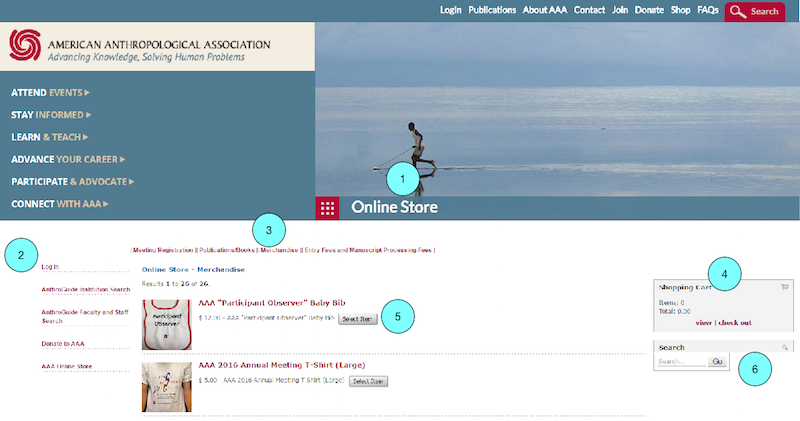 Login Publications About AAA Contact Join Donate Shop FAQs Search
AMERICAN ANTHROPOLOGICAL ASSOCIATION
Advancing Knowledge, Solving Human Problems
ATTEND EVENTS
STAY INFORMED
LEARN & TEACH
ADVANCE YOUR CAREER
PARTICIPATE & ADVOCATE
CONNECT WITH AAA
1
Online Store
3
| Meeting Registration || Publications/Books || Merchandise || Entry Fees and Manuscript Processing Fees |
2
Log In
AnthroGuide Institution Search
AnthroGuide Faculty and Staff
Search
Donate to AAA
AAA Online Store
Online Store - Merchandise
Results 1 to 26 of 26.
AAA "Participant Observer" Baby Bib
Participant
Observer
$ 12.00 - AAA "Participant Observer" Baby Bib Select Item
5
AAA 2016 Annual Meeting T-Shirt (Large)
$ 5.00 - AAA 2016 Annual Meeting T-Shirt (Large) Select Item
4
Shopping Cart
Items: 0
Total: 0.00
view | check out
Search
Search... Go
6